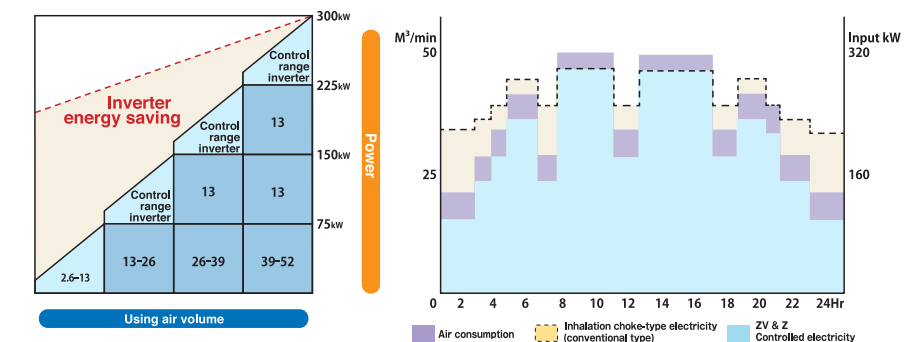 300kW
Control
range
inverter
225kW
Inverter
energy saving
13
Control
range
inverter
150kW
Control
range
inverter
13
13
75kW
2.6–13
13–26
26–39
39–52
Using air volume
Power
M³/min
50
25
Input kW
320
160
0 2 4 6 8 10 12 14 16 18 20 22 24Hr
Air consumption
Inhalation choke-type electricity
(conventional type)
ZV & Z
Controlled electricity